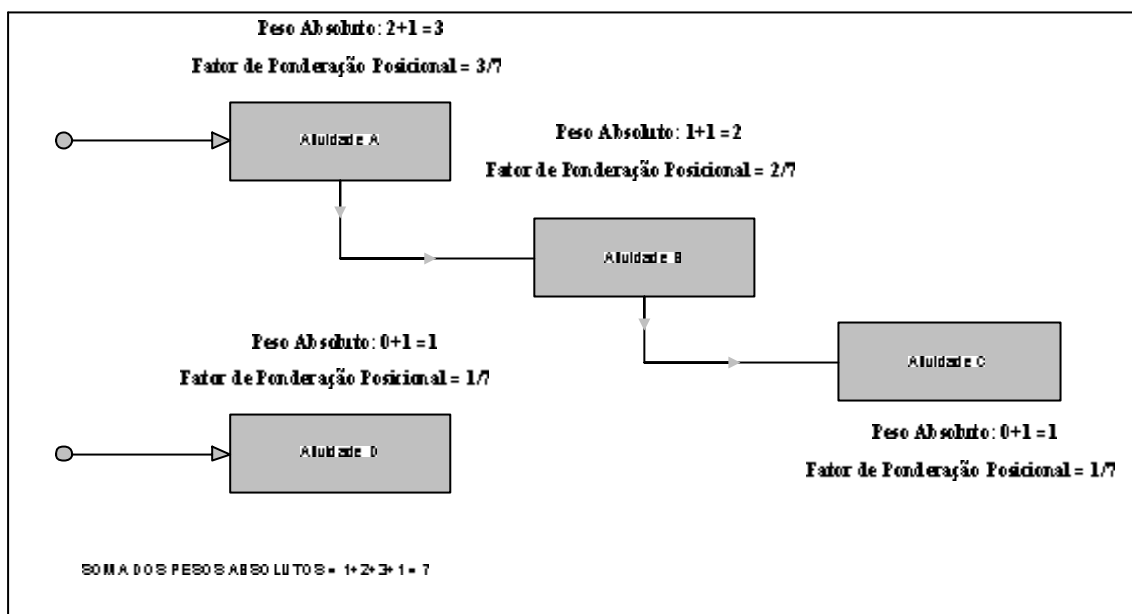 Peso Absoluto: 2+1 =3
Fator de Ponderação Posicional = 3/7
Atividade A
Peso Absoluto: 1+1 =2
Fator de Ponderação Posicional = 2/7
Atividade B
Peso Absoluto: 0+1 =1
Fator de Ponderação Posicional = 1/7
Atividade C
Atividade D
Peso Absoluto: 0+1 =1
Fator de Ponderação Posicional = 1/7
SOMA DOS PESOS ABSOLUTOS = 1+2+3+1 = 7